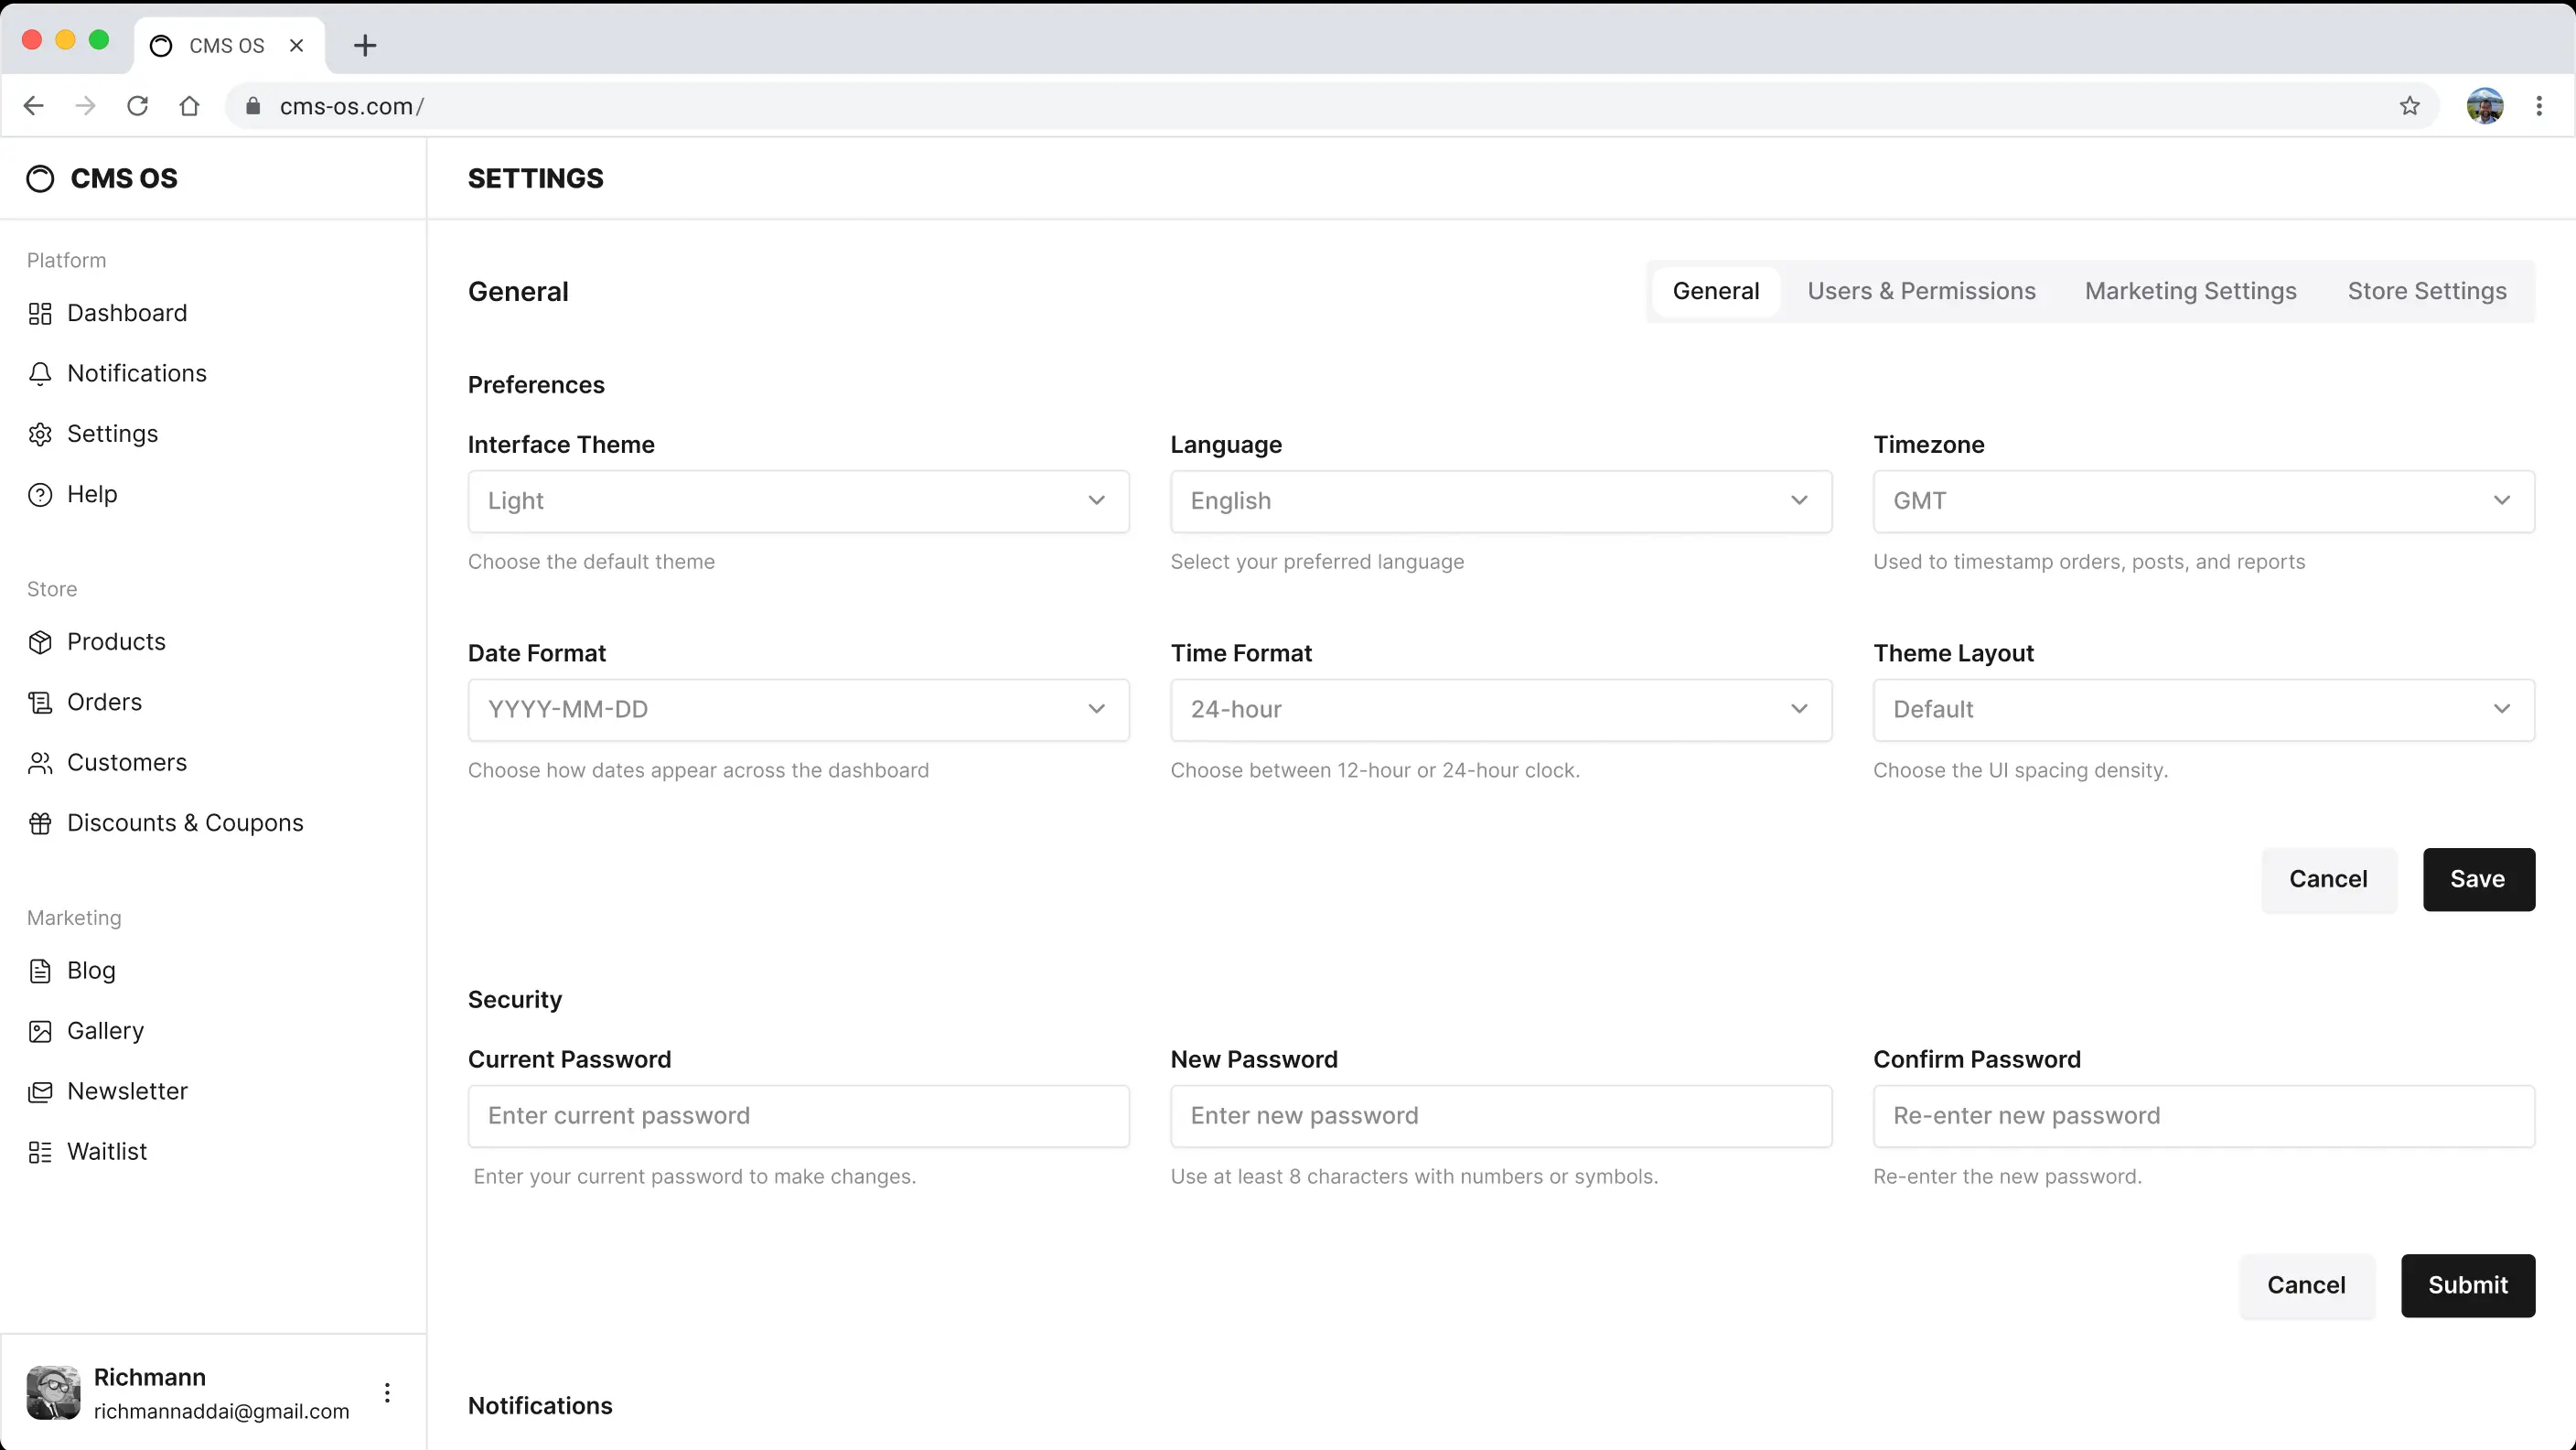 CMS OS
cms-os.com/
CMS OS
SETTINGS
Platform
Dashboard
Notifications
Settings
Help
Store
Products
Orders
Customers
Discounts & Coupons
Marketing
Blog
Gallery
Newsletter
Waitlist
Richmann
richmannaddai@gmail.com
General
General Users & Permissions Marketing Settings Store Settings
Preferences
Interface Theme Language Timezone
Light English GMT
Choose the default theme Select your preferred language Used to timestamp orders, posts, and reports
Date Format Time Format Theme Layout
YYYY-MM-DD 24-hour Default
Choose how dates appear across the dashboard Choose between 12-hour or 24-hour clock. Choose the UI spacing density.
Cancel Save
Security
Current Password New Password Confirm Password
Enter current password Enter new password Re-enter new password
Enter your current password to make changes. Use at least 8 characters with numbers or symbols. Re-enter the new password.
Cancel Submit
Notifications